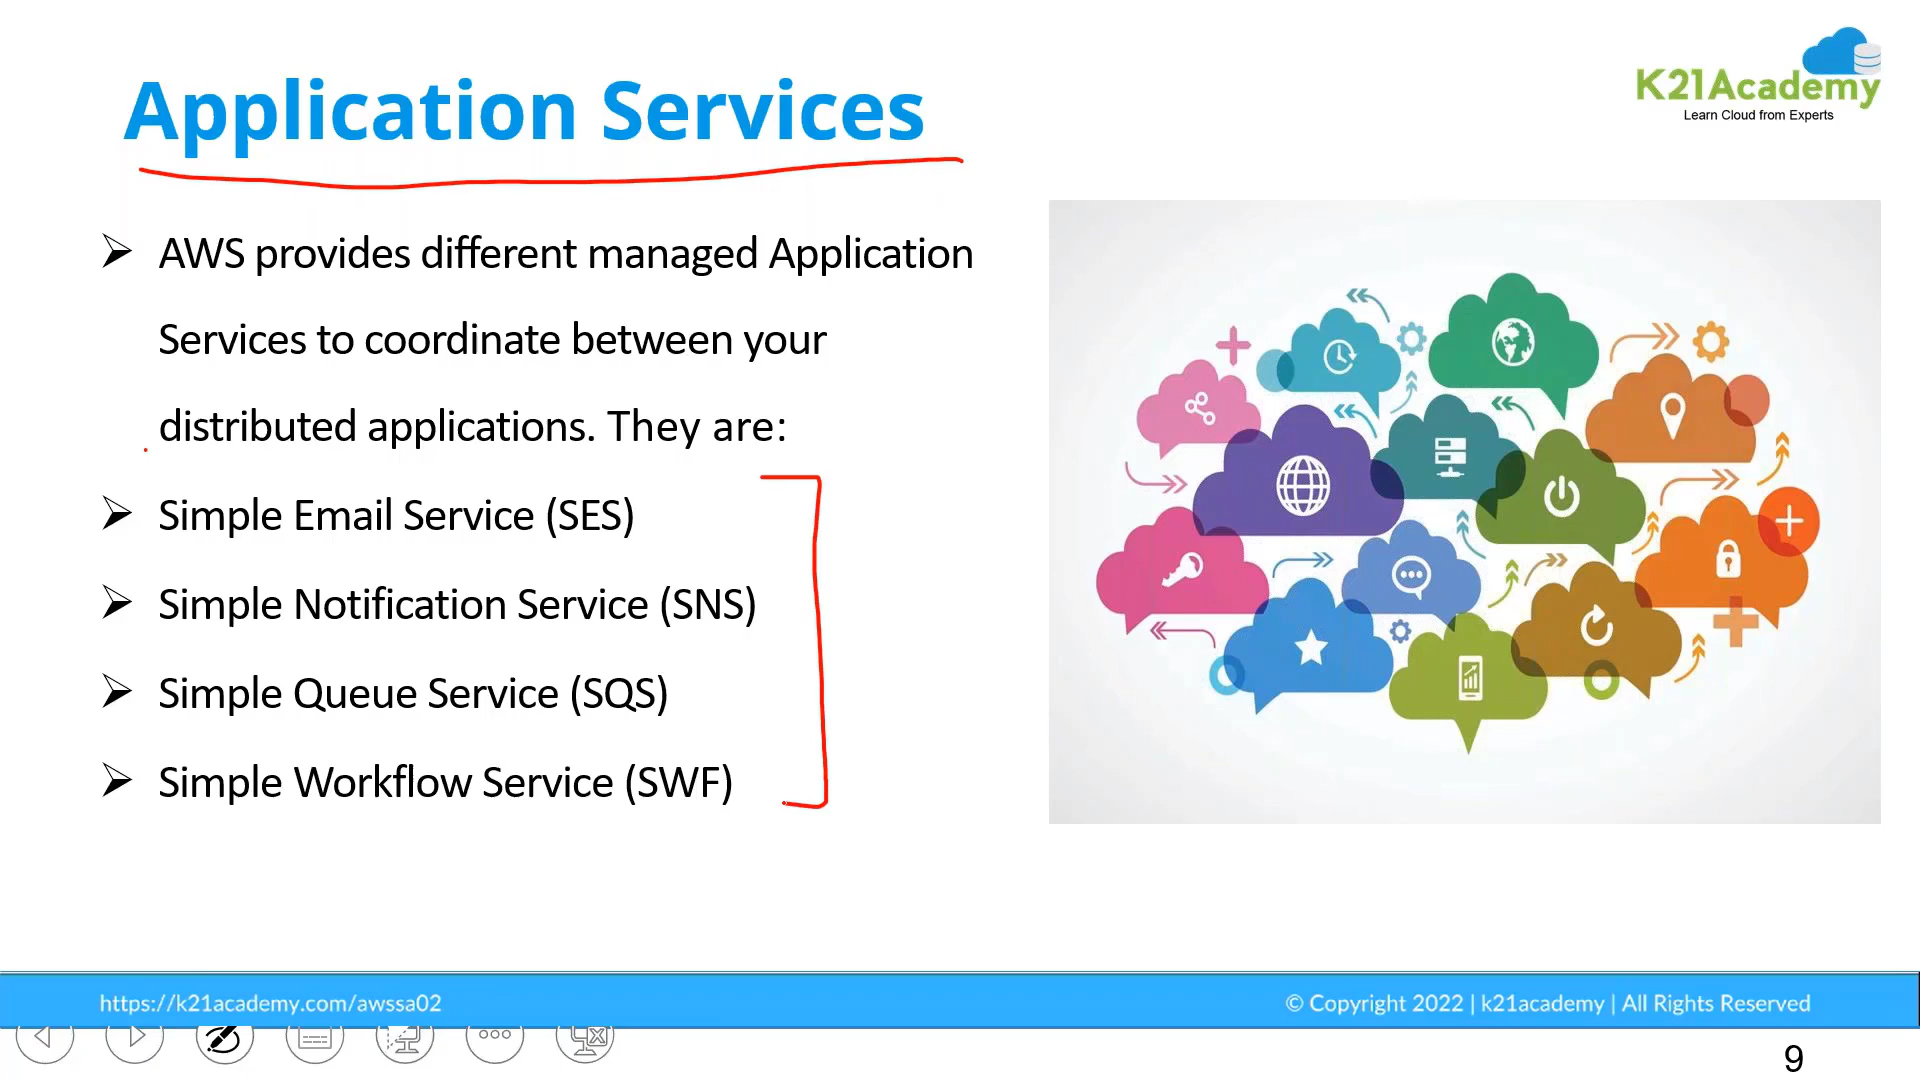 Application Services
K21Academy
Learn Cloud from Experts
AWS provides different managed Application
Services to coordinate between your
distributed applications. They are:
Simple Email Service (SES)
Simple Notification Service (SNS)
Simple Queue Service (SQS)
Simple Workflow Service (SWF)
https://k21academy.com/awssa02
© Copyright 2022 | k21academy | All Rights Reserved
9